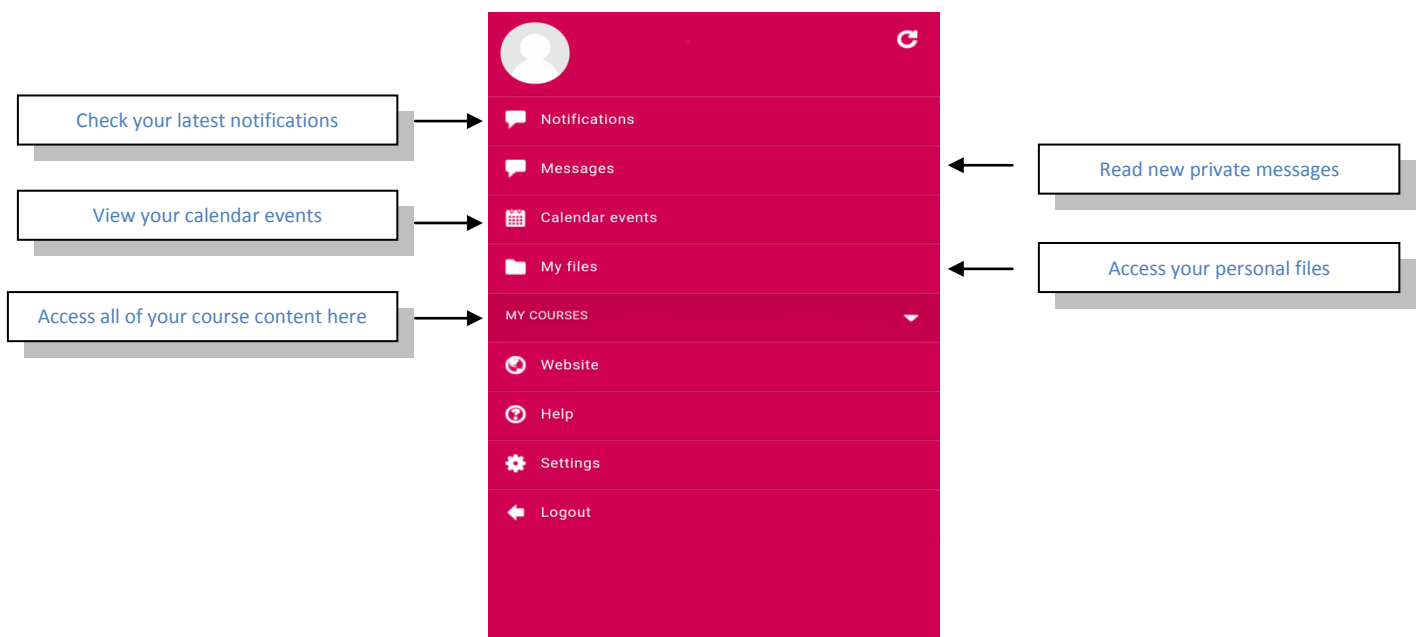 Check your latest notifications
Notifications
Messages
Read new private messages
View your calendar events
Calendar events
My files
Access your personal files
Access all of your course content here
MY COURSES
Website
Help
Settings
Logout